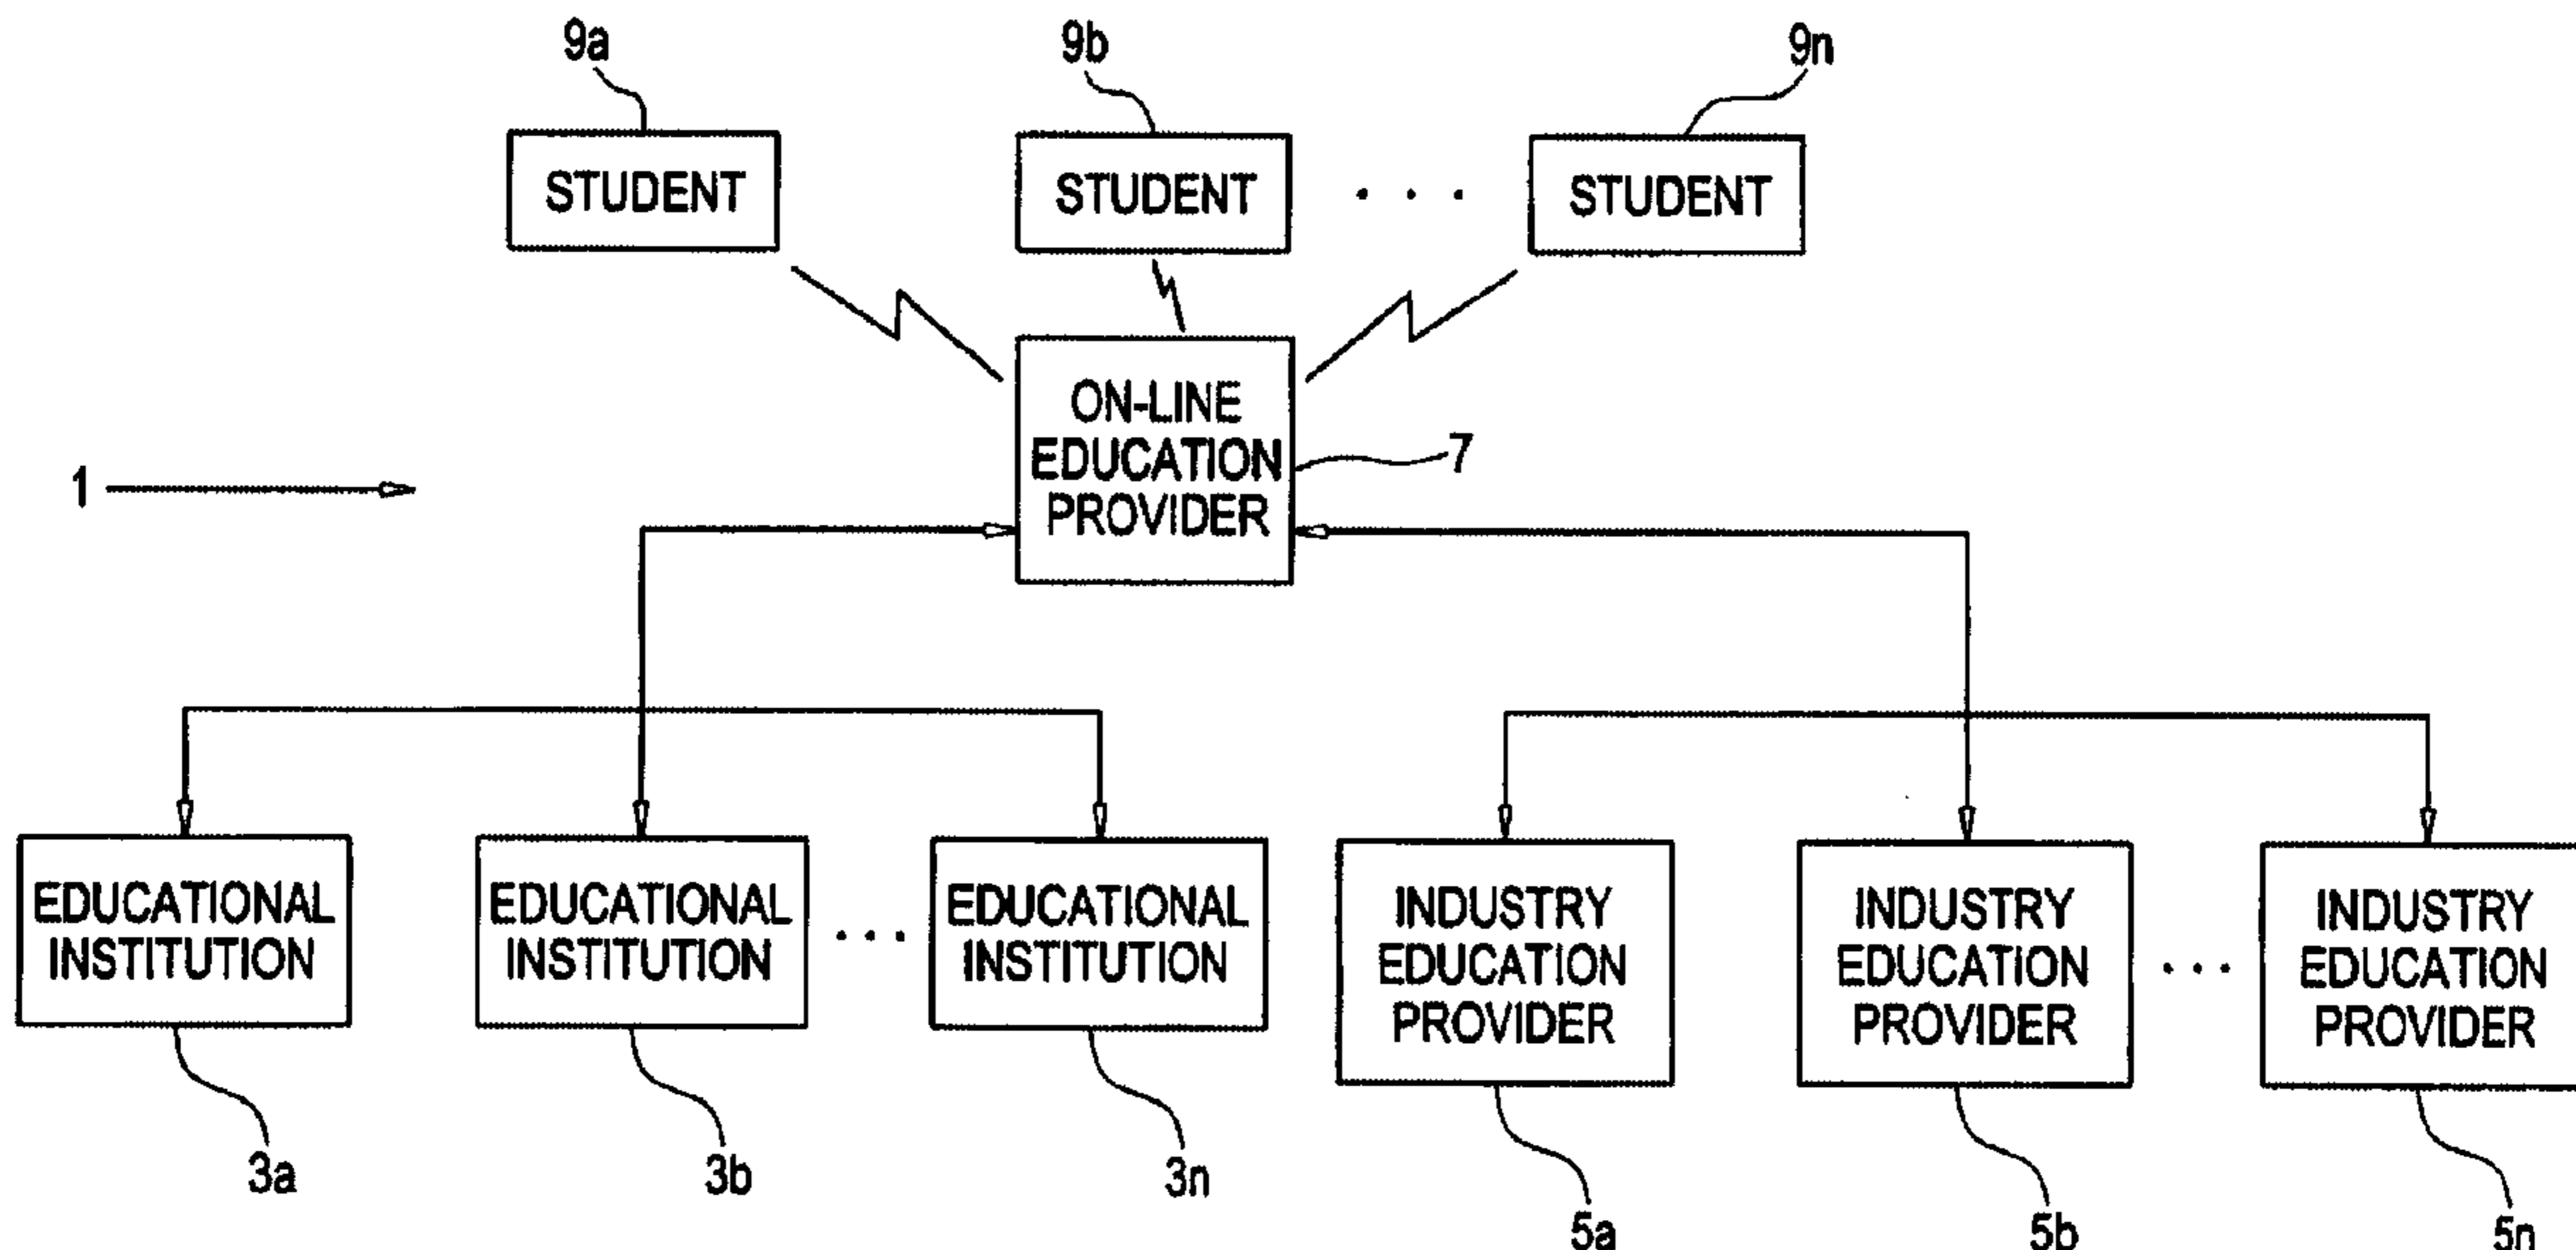 9a
9b
9n
STUDENT
STUDENT
. . .
STUDENT
ON-LINE
EDUCATION
PROVIDER
7
1
EDUCATIONAL
INSTITUTION
EDUCATIONAL
INSTITUTION
. . .
EDUCATIONAL
INSTITUTION
INDUSTRY
EDUCATION
PROVIDER
INDUSTRY
EDUCATION
PROVIDER
. . .
INDUSTRY
EDUCATION
PROVIDER
3a
3b
3n
5a
5b
5n